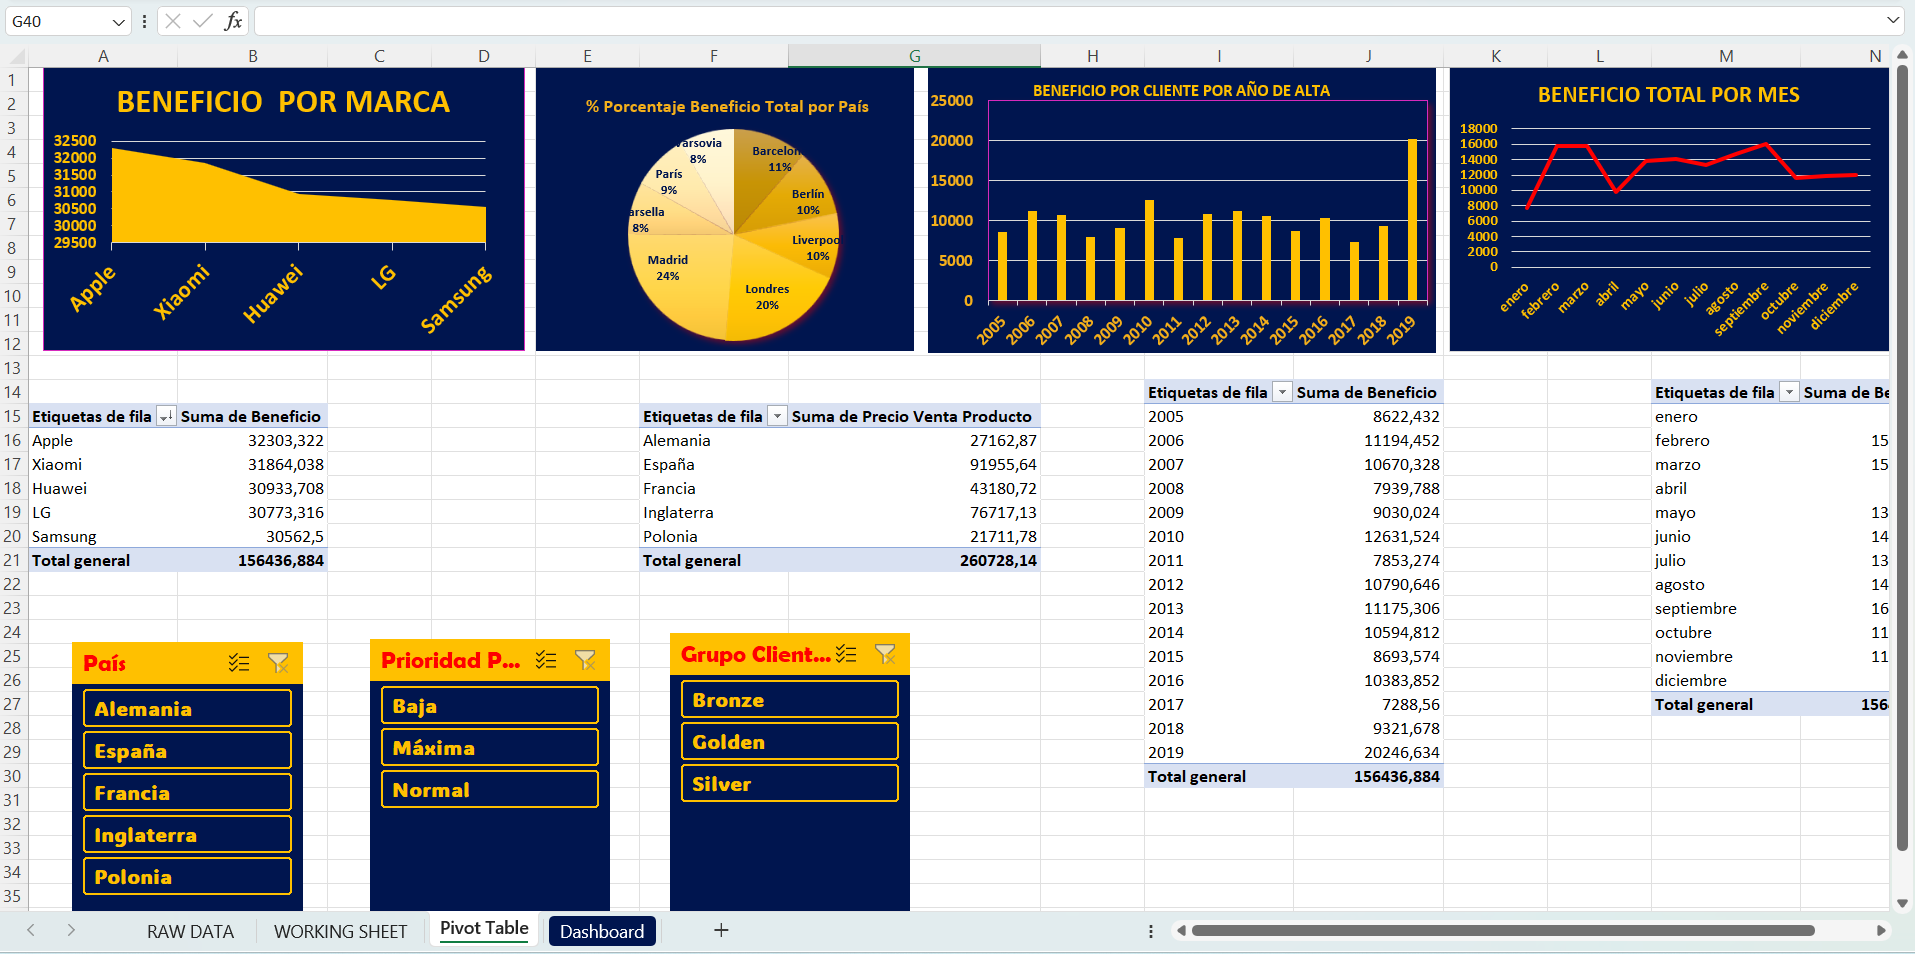 G40
fx
A B C D E F G H I J K L M N
1
2
3
4
5
6
7
8
9
10
11
12
13
14
15
16
17
18
19
20
21
22
23
24
25
26
27
28
29
30
31
32
33
34
35
BENEFICIO POR MARCA
32500
32000
31500
31000
30500
30000
29500
Apple Xiaomi Huawei LG Samsung
% Porcentaje Beneficio Total por País
Barcelon
11%
Berlín
10%
Liverpoo
10%
Londres
20%
Madrid
24%
arsella
8%
París
9%
arsovia
8%
BENEFICIO POR CLIENTE POR AÑO DE ALTA
25000
20000
15000
10000
5000
0
2005 2006 2007 2008 2009 2010 2011 2012 2013 2014 2015 2016 2017 2018 2019
BENEFICIO TOTAL POR MES
18000
16000
14000
12000
10000
8000
6000
4000
2000
0
enero febrero marzo abril mayo junio julio agosto septiembre octubre noviembre diciembre
Etiquetas de fila Suma de Beneficio
Apple 32303,322
Xiaomi 31864,038
Huawei 30933,708
LG 30773,316
Samsung 30562,5
Total general 156436,884
Etiquetas de fila Suma de Precio Venta Producto
Alemania 27162,87
España 91955,64
Francia 43180,72
Inglaterra 76717,13
Polonia 21711,78
Total general 260728,14
Etiquetas de fila Suma de Beneficio
2005 8622,432
2006 11194,452
2007 10670,328
2008 7939,788
2009 9030,024
2010 12631,524
2011 7853,274
2012 10790,646
2013 11175,306
2014 10594,812
2015 8693,574
2016 10383,852
2017 7288,56
2018 9321,678
2019 20246,634
Total general 156436,884
Etiquetas de fila Suma de Be
enero
febrero 15
marzo 15
abril
mayo 13
junio 14
julio 13
agosto 14
septiembre 16
octubre 11
noviembre 11
diciembre
Total general 156
País
Alemania
España
Francia
Inglaterra
Polonia
Prioridad P...
Baja
Máxima
Normal
Grupo Client...
Bronze
Golden
Silver
RAW DATA WORKING SHEET Pivot Table Dashboard +